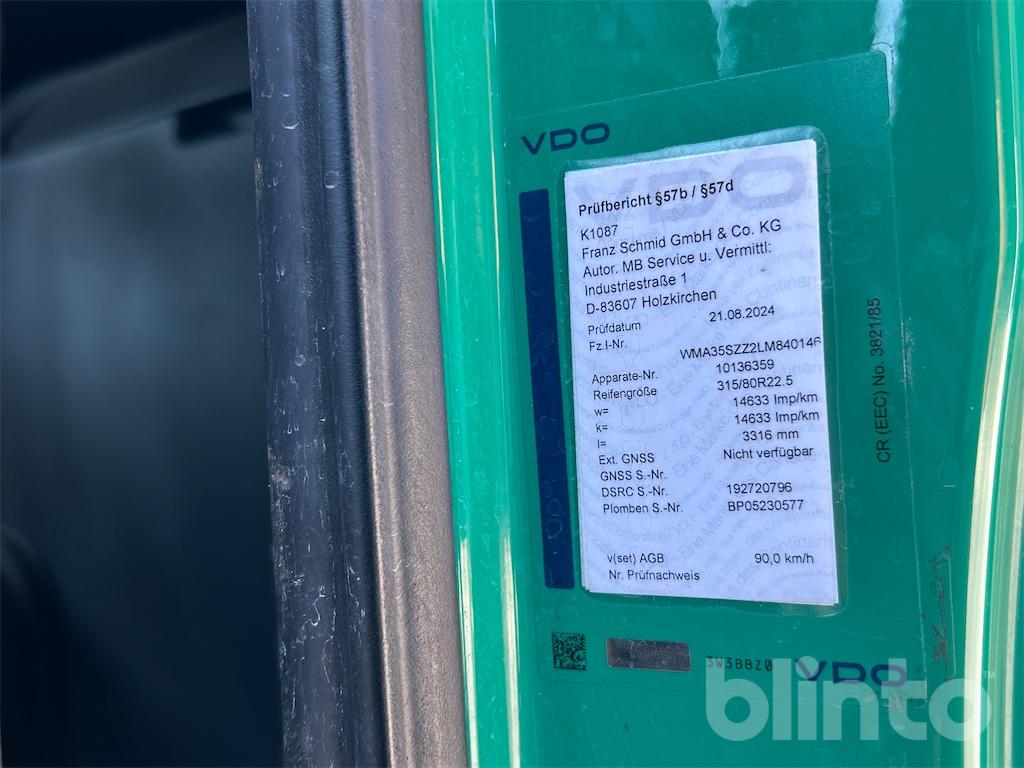 VDO
Prüfbericht §57b / §57d
K1087
Franz Schmid GmbH & Co. KG
Autor. MB Service u. Vermittl:
Industriestraße 1
D-83607 Holzkirchen
Prüfdatum 21.08.2024
Fz.I-Nr.
WMA35SZZ2LM840146
Apparate-Nr. 10136359
Reifengröße 315/80R22.5
w= 14633 Imp/km
k= 14633 Imp/km
l= 3316 mm
Ext. GNSS Nicht verfügbar
GNSS S.-Nr.
DSRC S.-Nr. 192720796
Plomben S.-Nr. BP05230577
v(set) AGB 90,0 km/h
Nr. Prüfnachweis
CR (EEC) No. 3821/85
3W3BBZ0
VDO
blinto™